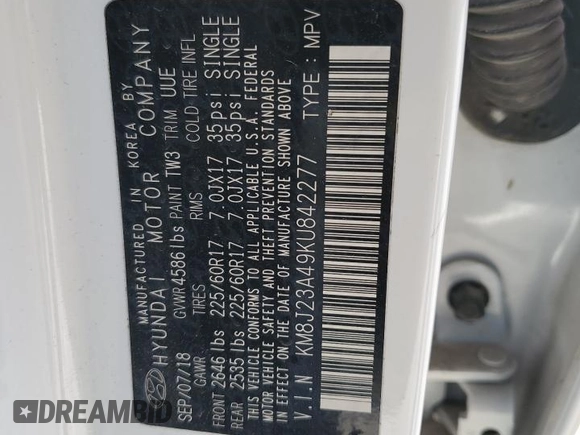 MANUFACTURED IN KOREA BY
HYUNDAI MOTOR COMPANY
SEP/07/18 GVWR 4586 lbs PAINT TW3 TRIM UUE
GAWR TIRES RIMS COLD TIRE INFL
FRONT 2646 lbs 225/60R17 7.0JX17 35psi SINGLE
REAR 2535 lbs 225/60R17 7.0JX17 35psi SINGLE
THIS VEHICLE CONFORMS TO ALL APPLICABLE U.S.A. FEDERAL
MOTOR VEHICLE SAFETY AND THEFT PREVENTION STANDARDS
IN EFFECT ON THE DATE OF MANUFACTURE SHOWN ABOVE.
V.I.N KM8J23A49KU842277 TYPE : MPV
DREAMBID